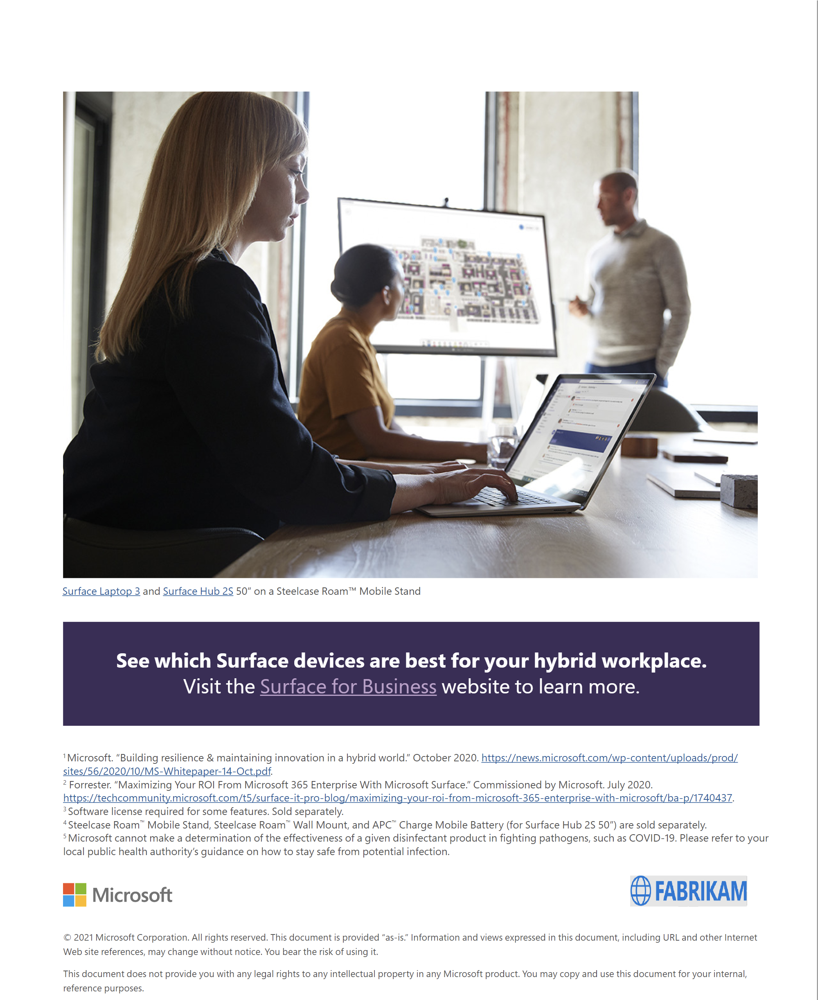 Surface Laptop 3 and Surface Hub 2S 50” on a Steelcase Roam™ Mobile Stand
See which Surface devices are best for your hybrid workplace.
Visit the Surface for Business website to learn more.
¹ Microsoft. “Building resilience & maintaining innovation in a hybrid world.” October 2020. https://news.microsoft.com/wp-content/uploads/prod/
sites/56/2020/10/MS-Whitepaper-14-Oct.pdf.
² Forrester. “Maximizing Your ROI From Microsoft 365 Enterprise With Microsoft Surface.” Commissioned by Microsoft. July 2020.
https://techcommunity.microsoft.com/t5/surface-it-pro-blog/maximizing-your-roi-from-microsoft-365-enterprise-with-microsoft/ba-p/1740437.
³ Software license required for some features. Sold separately.
⁴ Steelcase Roam™ Mobile Stand, Steelcase Roam™ Wall Mount, and APC™ Charge Mobile Battery (for Surface Hub 2S 50”) are sold separately.
⁵ Microsoft cannot make a determination of the effectiveness of a given disinfectant product in fighting pathogens, such as COVID-19. Please refer to your
local public health authority’s guidance on how to stay safe from potential infection.
Microsoft
FABRIKAM
© 2021 Microsoft Corporation. All rights reserved. This document is provided “as-is.” Information and views expressed in this document, including URL and other Internet
Web site references, may change without notice. You bear the risk of using it.
This document does not provide you with any legal rights to any intellectual property in any Microsoft product. You may copy and use this document for your internal,
reference purposes.